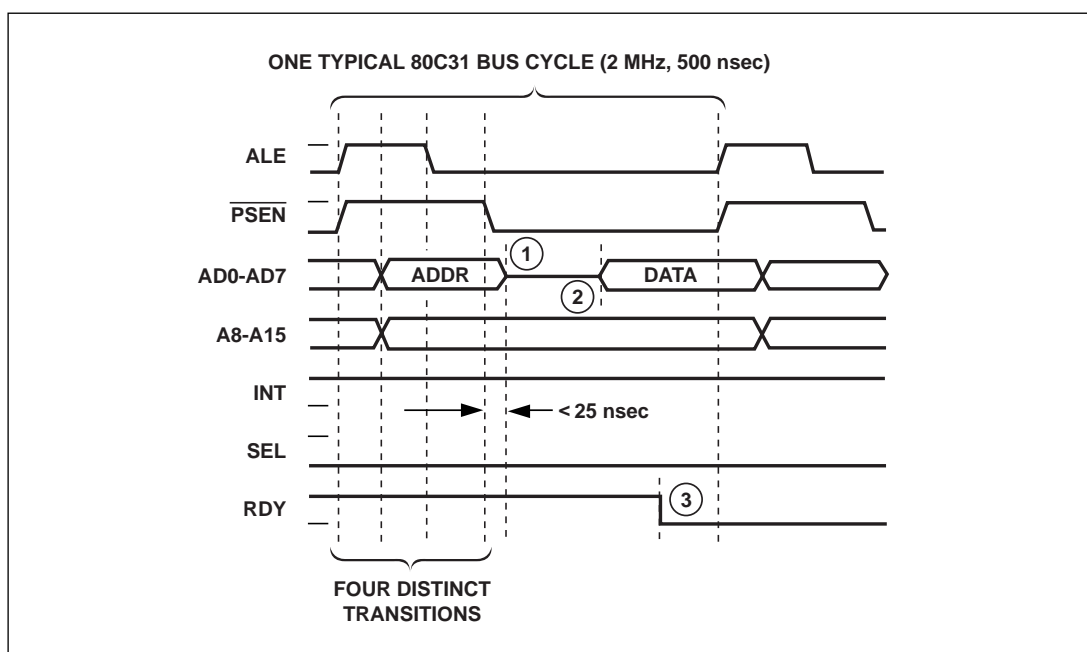 ONE TYPICAL 80C31 BUS CYCLE (2 MHz, 500 nsec)
ALE
PSEN
AD0-AD7
ADDR
1
2
DATA
A8-A15
INT
< 25 nsec
SEL
RDY
3
FOUR DISTINCT
TRANSITIONS